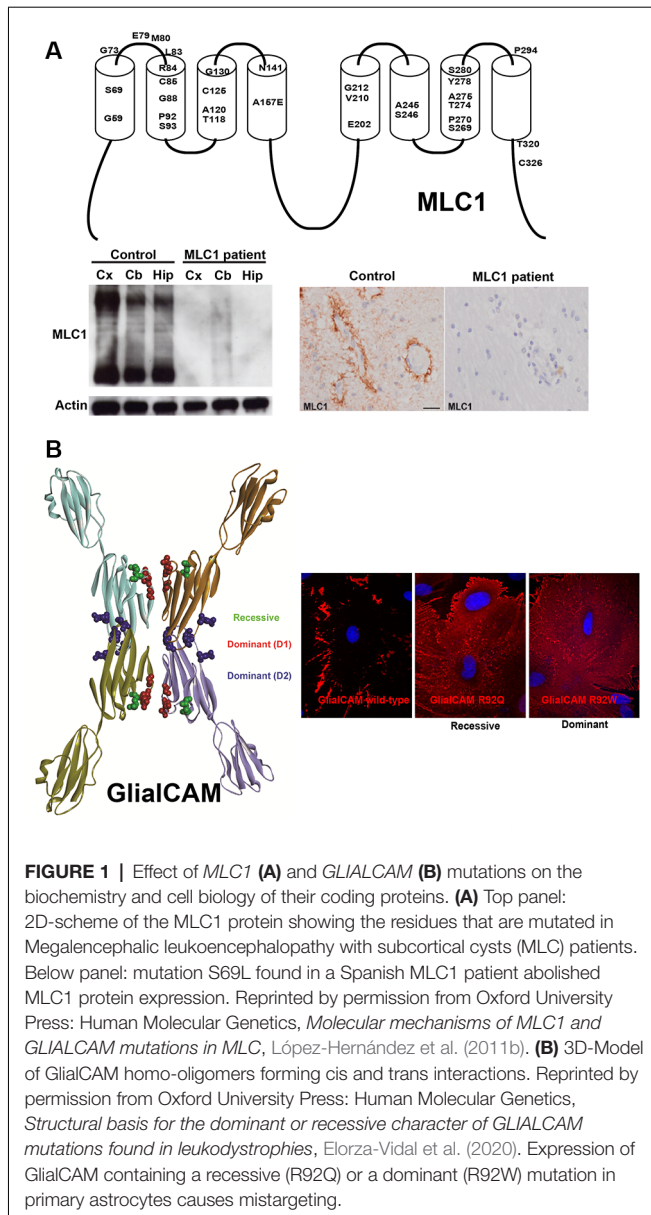 A
E79 M80
G73
L83
P294
R84
C85
G88
P92
S93
S69
G59
G130
C125
A120
T118
N141
A157E
G212
V210
E202
A245
S246
S280
Y278
A275
T274
P270
S269
T320
C326
MLC1
Control MLC1 patient
Cx Cb Hip Cx Cb Hip
MLC1
Actin
Control MLC1 patient
MLC1 MLC1
B
Recessive
Dominant (D1)
Dominant (D2)
GlialCAM
GlialCAM wild-type GlialCAM R92Q GlialCAM R92W
Recessive Dominant
FIGURE 1 | Effect of MLC1 (A) and GLIALCAM (B) mutations on the
biochemistry and cell biology of their coding proteins. (A) Top panel:
2D-scheme of the MLC1 protein showing the residues that are mutated in
Megalencephalic leukoencephalopathy with subcortical cysts (MLC) patients.
Below panel: mutation S69L found in a Spanish MLC1 patient abolished
MLC1 protein expression. Reprinted by permission from Oxford University
Press: Human Molecular Genetics, Molecular mechanisms of MLC1 and
GLIALCAM mutations in MLC, López-Hernández et al. (2011b). (B) 3D-Model
of GlialCAM homo-oligomers forming cis and trans interactions. Reprinted by
permission from Oxford University Press: Human Molecular Genetics,
Structural basis for the dominant or recessive character of GLIALCAM
mutations found in leukodystrophies, Elorza-Vidal et al. (2020). Expression of
GlialCAM containing a recessive (R92Q) or a dominant (R92W) mutation in
primary astrocytes causes mistargeting.